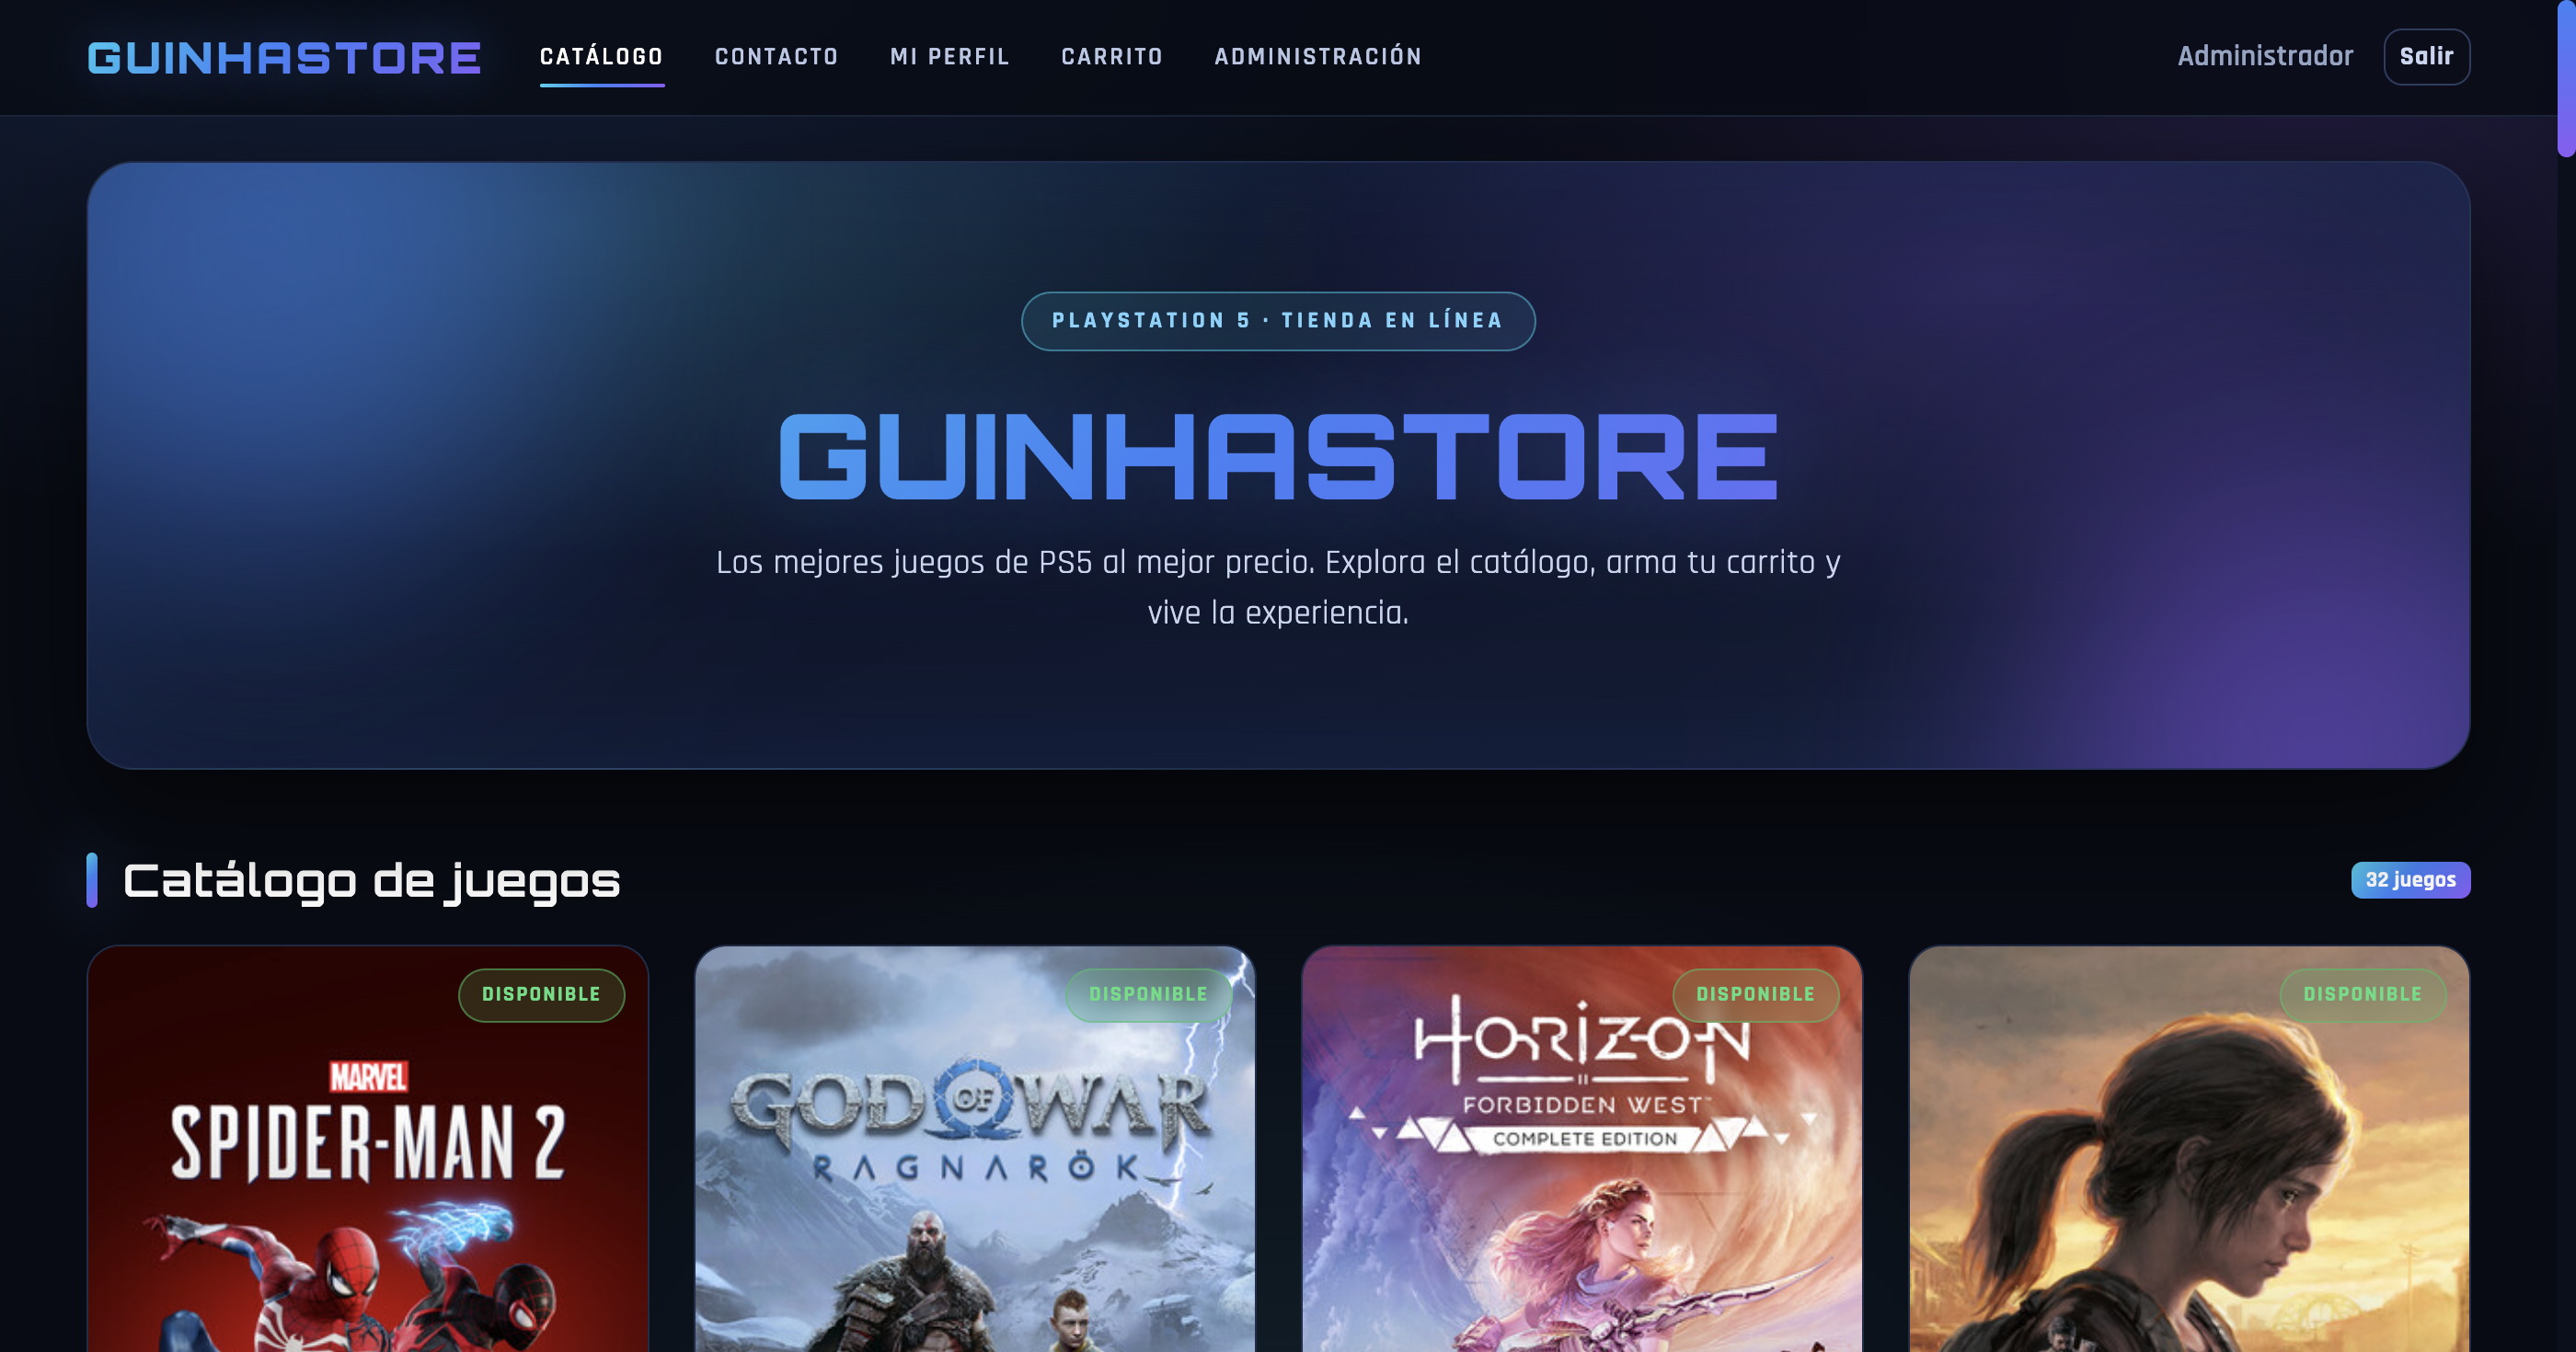 GUINHASTORE
CATÁLOGO
CONTACTO
MI PERFIL
CARRITO
ADMINISTRACIÓN
Administrador
Salir
PLAYSTATION 5 · TIENDA EN LÍNEA
GUINHASTORE
Los mejores juegos de PS5 al mejor precio. Explora el catálogo, arma tu carrito y
vive la experiencia.
Catálogo de juegos
32 juegos
DISPONIBLE
MARVEL
SPIDER-MAN 2
DISPONIBLE
GOD OF WAR
RAGNARÖK
DISPONIBLE
HORIZON
FORBIDDEN WEST™
COMPLETE EDITION
DISPONIBLE